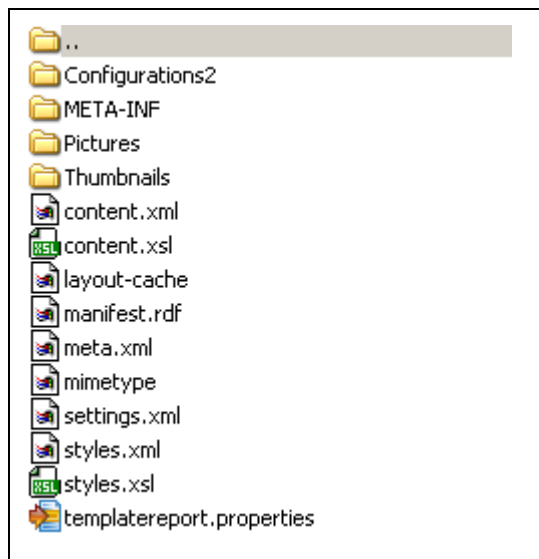 ..
Configurations2
META-INF
Pictures
Thumbnails
content.xml
content.xsl
layout-cache
manifest.rdf
meta.xml
mimetype
settings.xml
styles.xml
styles.xsl
templatereport.properties